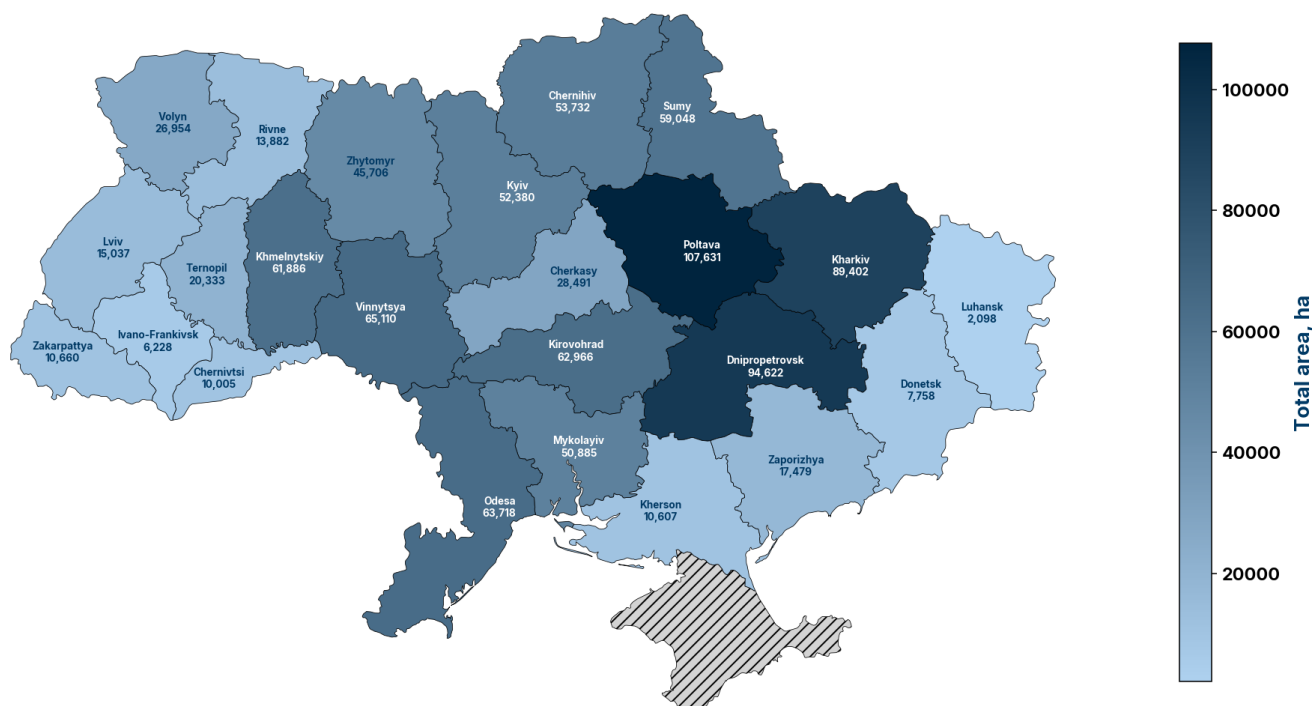 Chernihiv
53,732
Sumy
59,048
Volyn
26,954
Rivne
13,882
Zhytomyr
45,706
Kyiv
52,380
Lviv
15,037
Ternopil
20,333
Khmelnytskiy
61,886
Vinnytsya
65,110
Cherkasy
28,491
Poltava
107,631
Kharkiv
89,402
Luhansk
2,098
Zakarpattya
10,660
Ivano-Frankivsk
6,228
Chernivtsi
10,005
Kirovohrad
62,966
Dnipropetrovsk
94,622
Donetsk
7,758
Mykolayiv
50,885
Zaporizhya
17,479
Odesa
63,718
Kherson
10,607
100000
80000
60000
40000
20000
Total area, ha